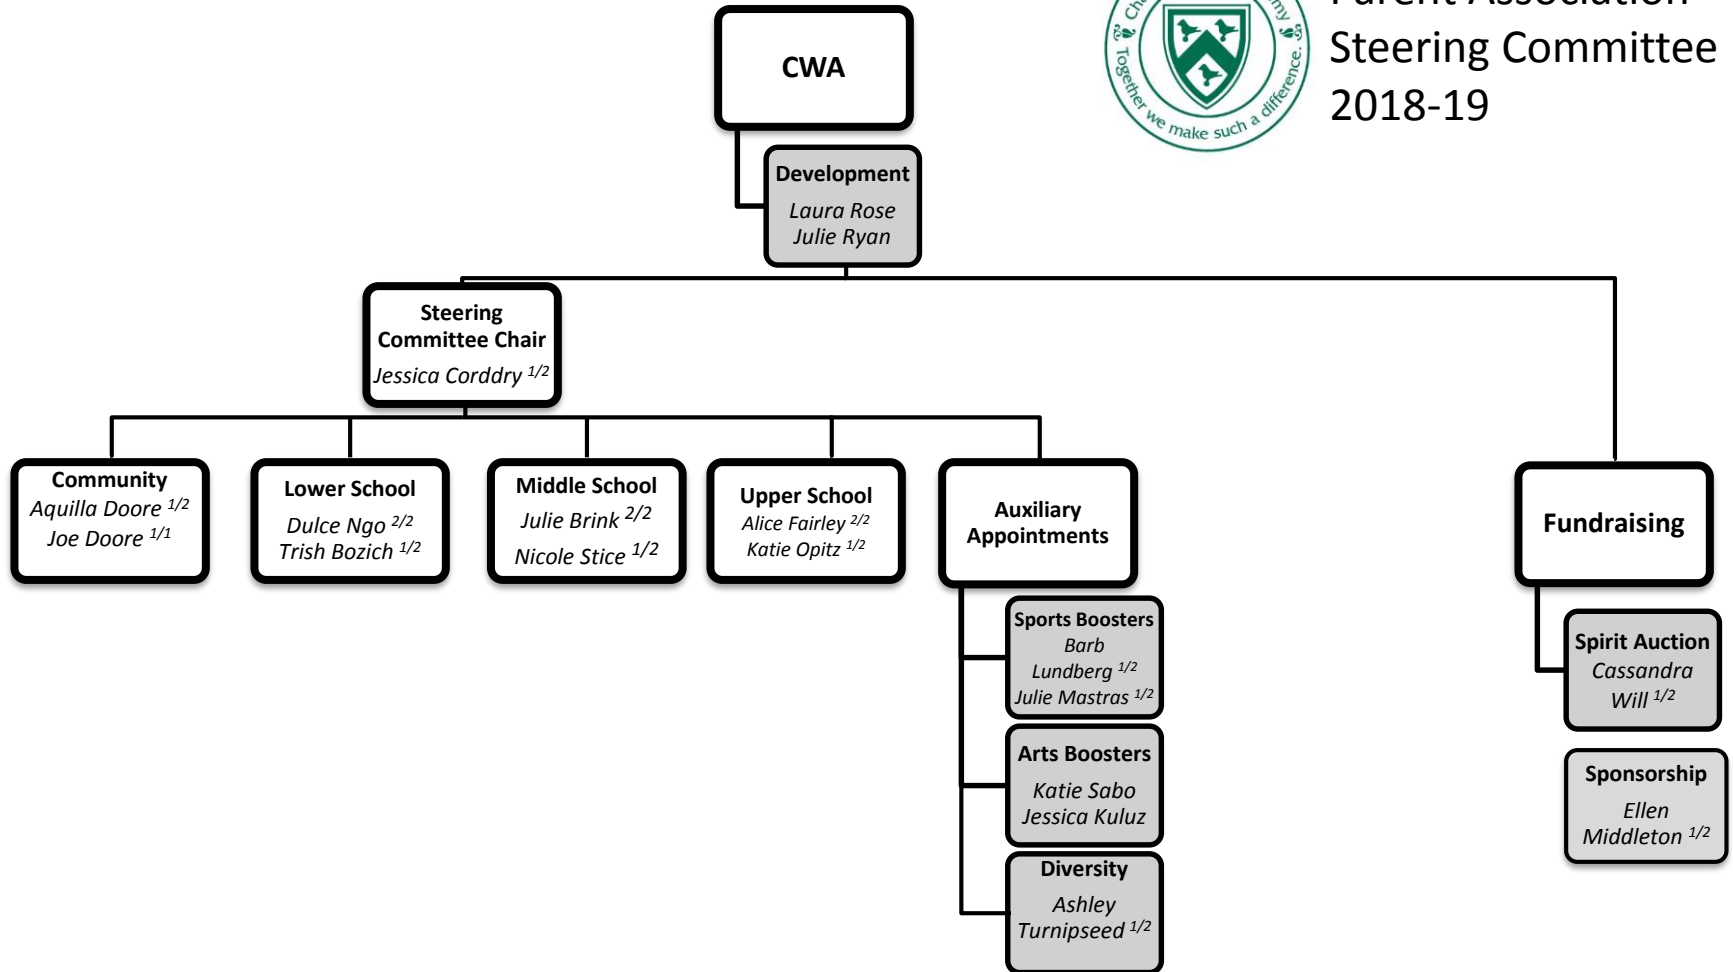 Parent Association
Steering Committee
2018-19
Together we make such a difference.
CWA
Development
Laura Rose
Julie Ryan
Steering
Committee Chair
Jessica Corddry 1/2
Community
Aquilla Doore 1/2
Joe Doore 1/1
Lower School
Dulce Ngo 2/2
Trish Bozich 1/2
Middle School
Julie Brink 2/2
Nicole Stice 1/2
Upper School
Alice Fairley 2/2
Katie Opitz 1/2
Auxiliary
Appointments
Sports Boosters
Barb
Lundberg 1/2
Julie Mastras 1/2
Arts Boosters
Katie Sabo
Jessica Kuluz
Diversity
Ashley
Turnipseed 1/2
Fundraising
Spirit Auction
Cassandra
Will 1/2
Sponsorship
Ellen
Middleton 1/2